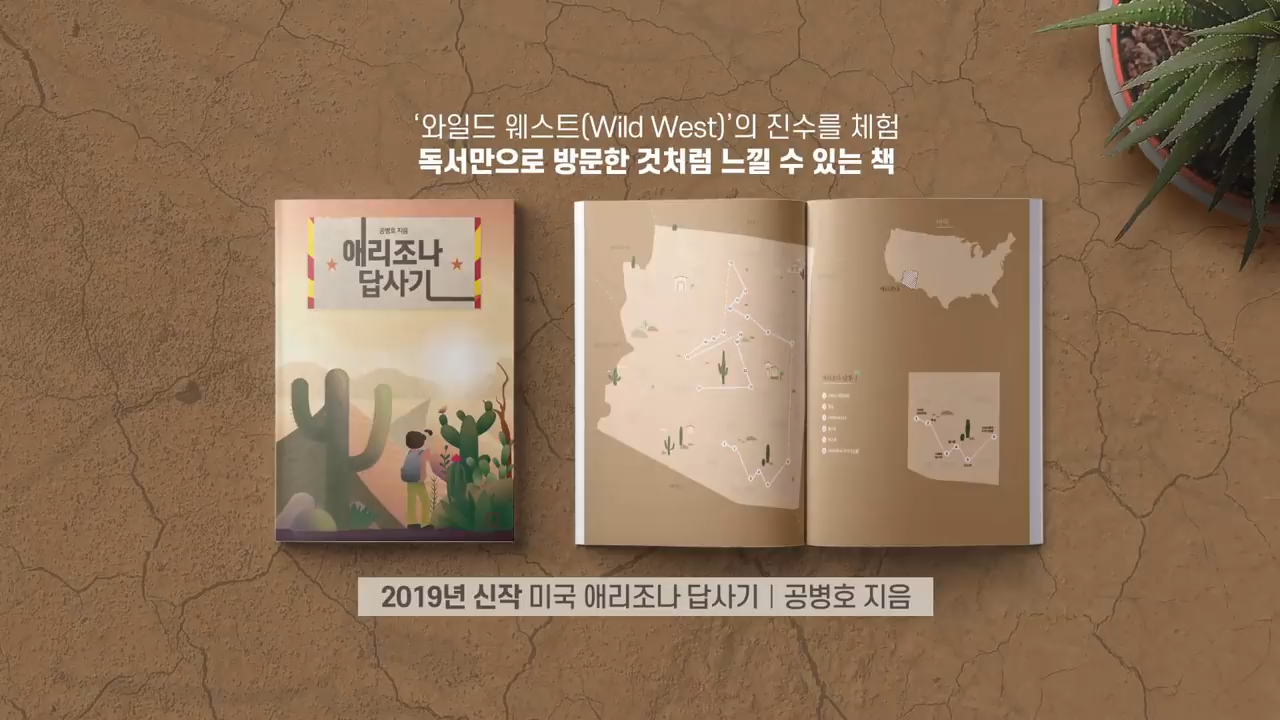 ‘와일드 웨스트(Wild West)’의 진수를 체험
독서만으로 방문한 것처럼 느낄 수 있는 책
공병호 지음
애리조나
답사기
2019년 신작 미국 애리조나 답사기 | 공병호 지음